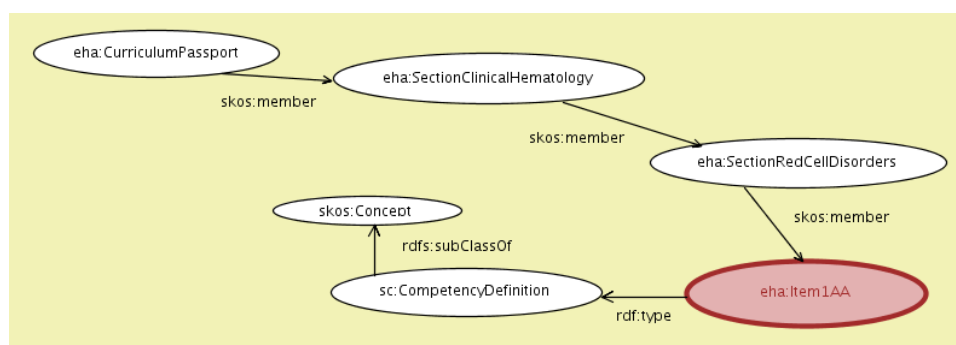 eha:CurriculumPassport
eha:SectionClinicalHematology
skos:member
skos:member
eha:SectionRedCellDisorders
skos:Concept
skos:member
rdfs:subClassOf
sc:CompetencyDefinition
eha:Item1AA
rdf:type